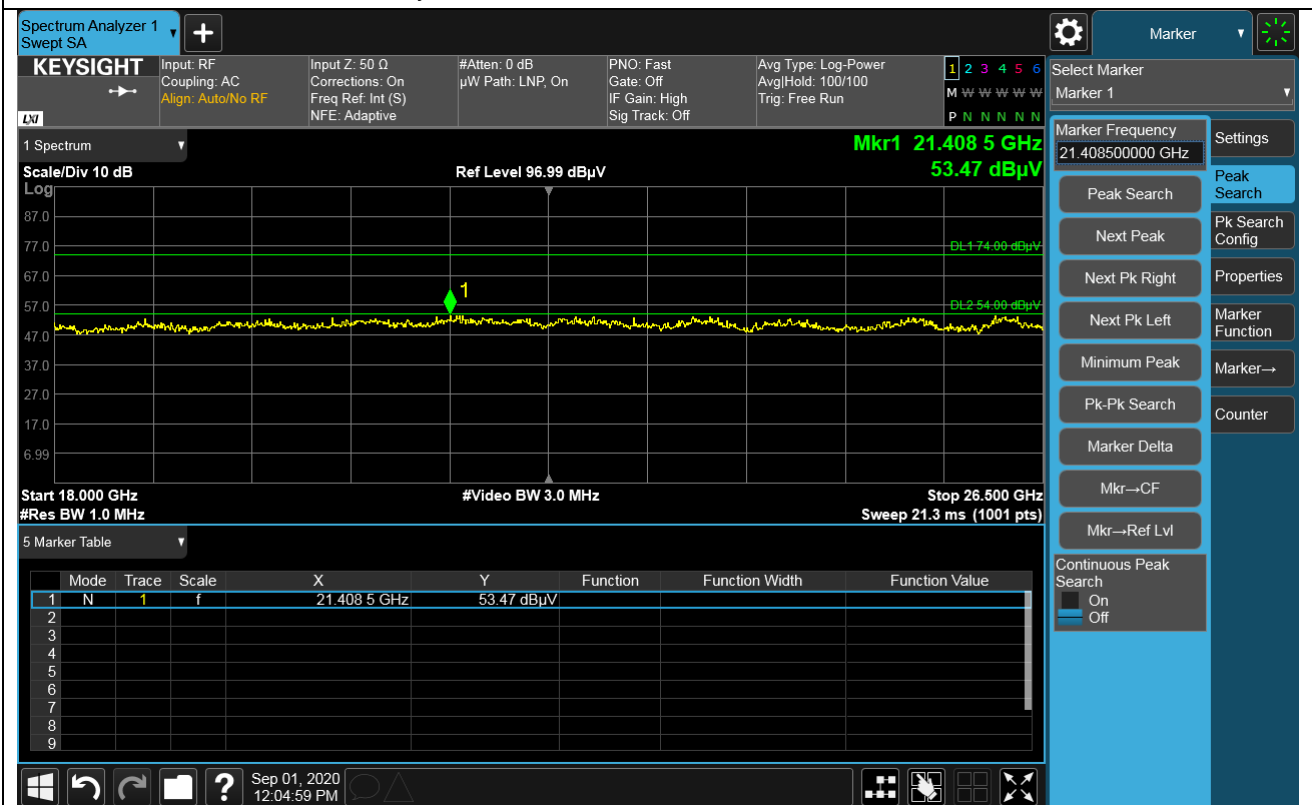 Spectrum Analyzer 1
Swept SA
+
Marker
KEYSIGHT
LXI
Input: RF
Coupling: AC
Align: Auto/No RF
Input Z: 50 Ω
Corrections: On
Freq Ref: Int (S)
NFE: Adaptive
#Atten: 0 dB
µW Path: LNP, On
PNO: Fast
Gate: Off
IF Gain: High
Sig Track: Off
Avg Type: Log-Power
Avg|Hold: 100/100
Trig: Free Run
1 2 3 4 5 6
M W W W W W
P N N N N N
Select Marker
Marker 1
1 Spectrum
Scale/Div 10 dB
Ref Level 96.99 dBµV
Mkr1 21.408 5 GHz
53.47 dBµV
Log
87.0
77.0
67.0
57.0
47.0
37.0
27.0
17.0
6.99
DL1 74.00 dBµV
1
DL2 54.00 dBµV
Start 18.000 GHz
#Video BW 3.0 MHz
Stop 26.500 GHz
#Res BW 1.0 MHz
Sweep 21.3 ms (1001 pts)
Marker Frequency
21.408500000 GHz
Peak Search
Next Peak
Next Pk Right
Next Pk Left
Minimum Peak
Pk-Pk Search
Marker Delta
Mkr→CF
Mkr→Ref Lvl
Continuous Peak
Search
On
Off
Settings
Peak
Search
Pk Search
Config
Properties
Marker
Function
Marker→
Counter
5 Marker Table
Mode Trace Scale X Y Function Function Width Function Value
1 N 1 f 21.408 5 GHz 53.47 dBµV
2
3
4
5
6
7
8
9
?
Sep 01, 2020
12:04:59 PM